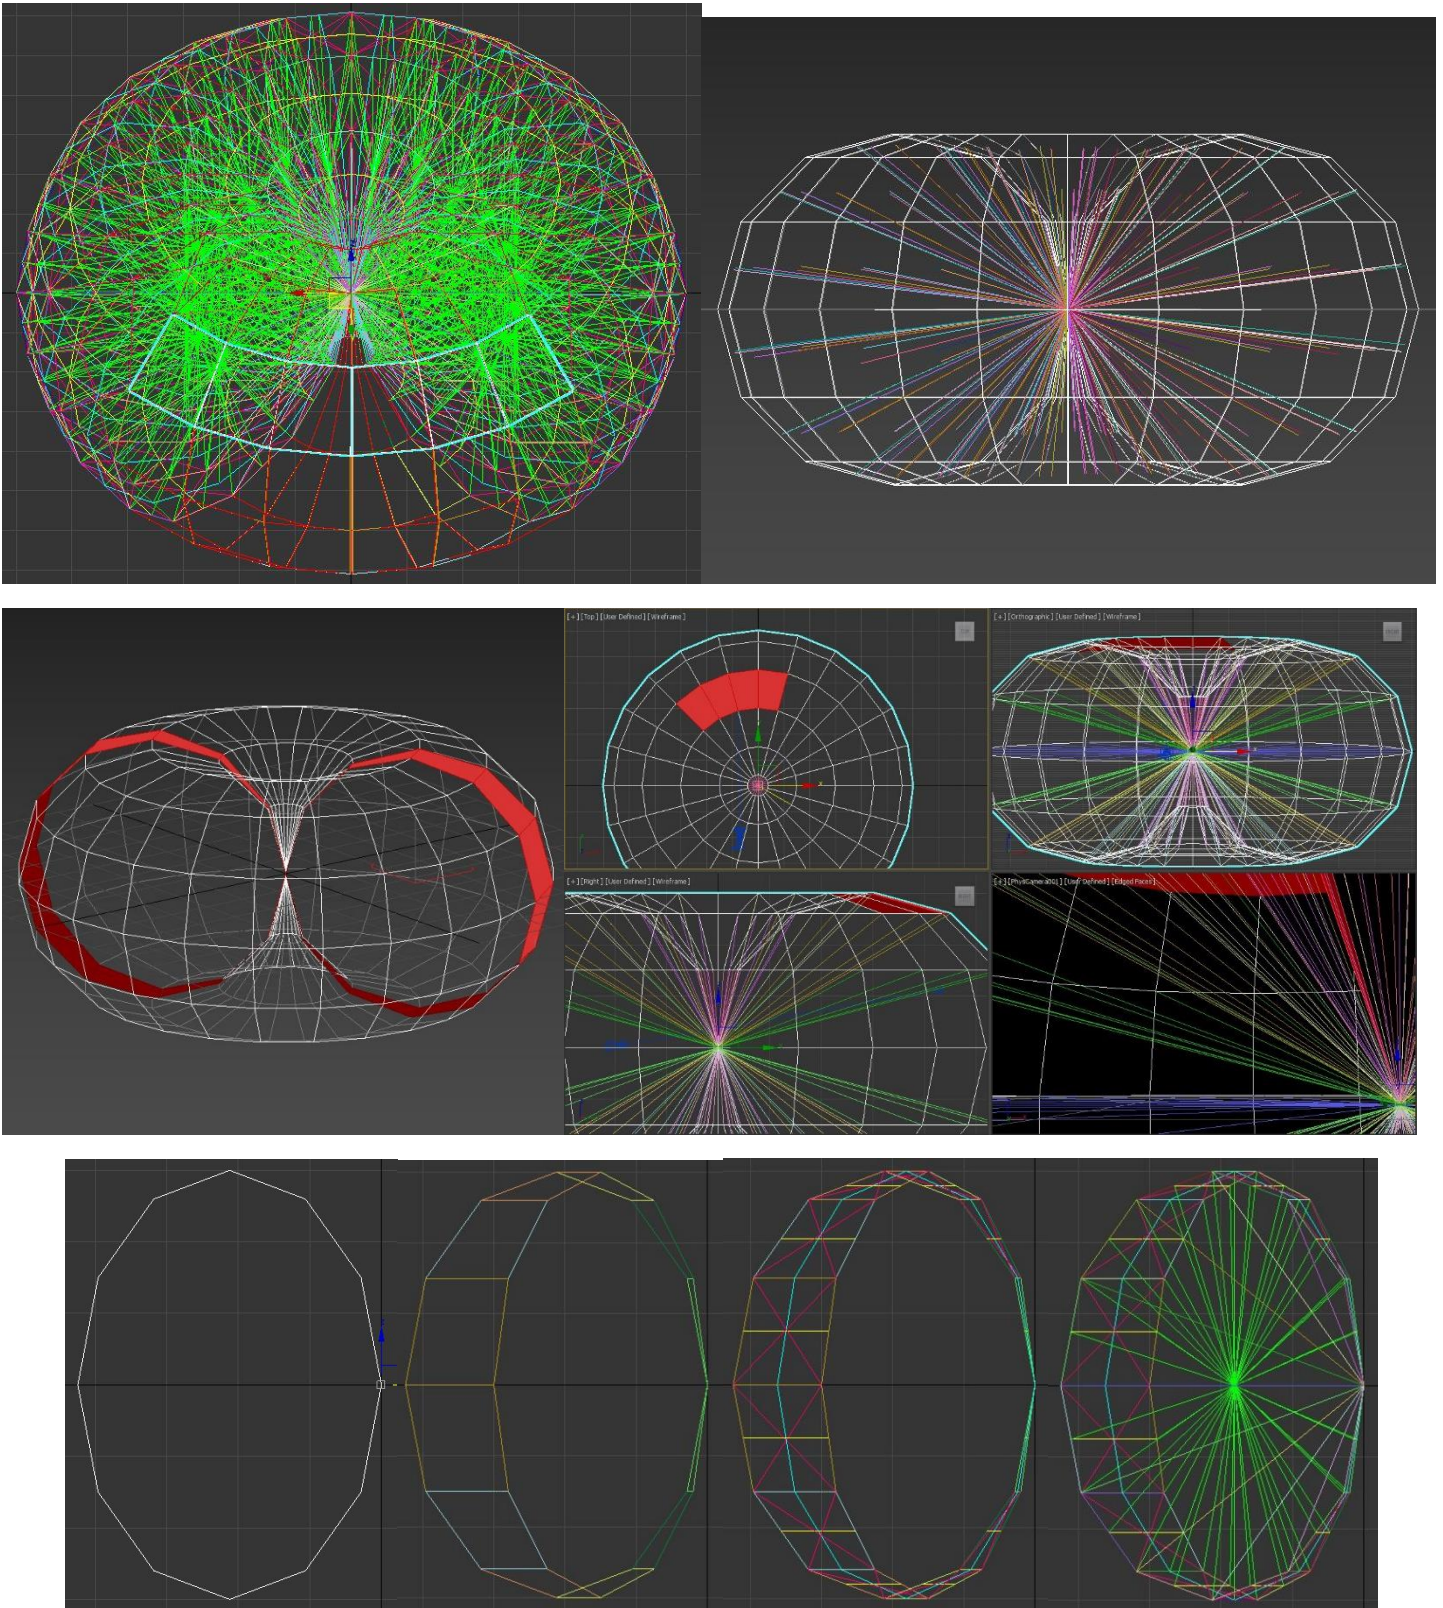 [+] [Top] [User Defined] [Wireframe]
[+] [Orthographic] [User Defined] [Wireframe]
[+] [Right] [User Defined] [Wireframe]
[+] [PhysCamera001] [User Defined] [Edged Faces]